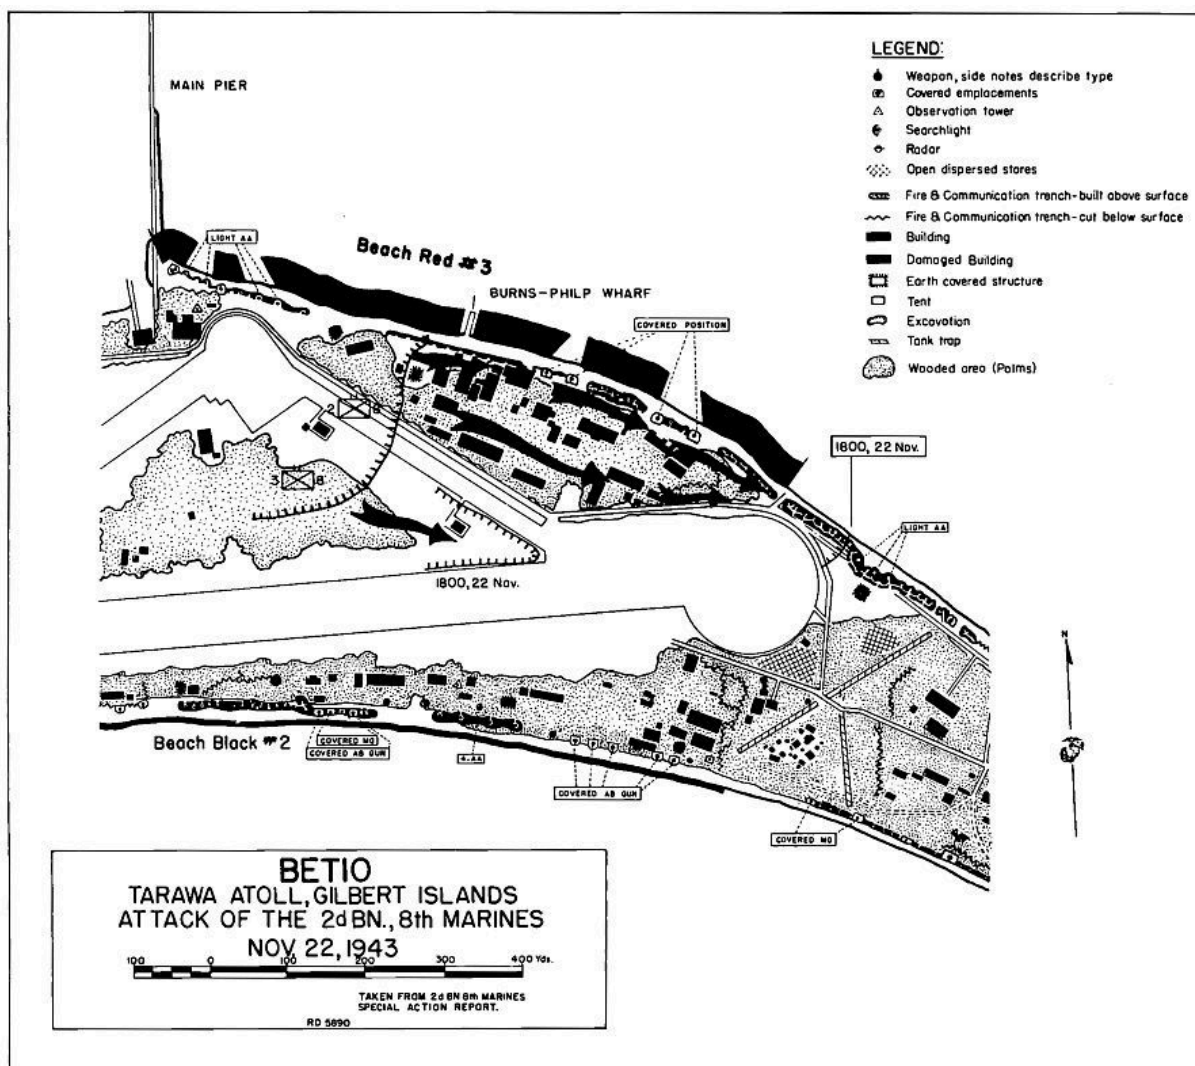 MAIN PIER
LIGHT AA
Beach Red #3
BURNS-PHILP WHARF
COVERED POSITION
2
8
3
8
1800, 22 Nov.
1800, 22 Nov.
LIGHT AA
Beach Black #2
COVERED MG
COVERED AB GUN
4-AA
COVERED AB GUN
COVERED MG
N
LEGEND:
Weapon, side notes describe type
Covered emplacements
Observation tower
Searchlight
Radar
Open dispersed stores
Fire & Communication trench-built above surface
Fire & Communication trench-cut below surface
Building
Damaged Building
Earth covered structure
Tent
Excavation
Tank trap
Wooded area (Palms)
BETIO
TARAWA ATOLL, GILBERT ISLANDS
ATTACK OF THE 2d BN., 8th MARINES
NOV. 22, 1943
100 0 100 200 300 400 Yds.
TAKEN FROM 2d BN 8th MARINES
SPECIAL ACTION REPORT.
RD 5890